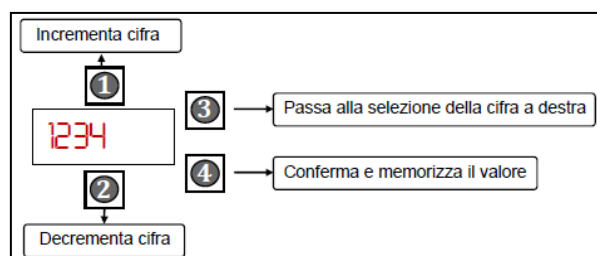 Incrementa cifra
1
3
Passa alla selezione della cifra a destra
1234
4
Conferma e memorizza il valore
2
Decrementa cifra